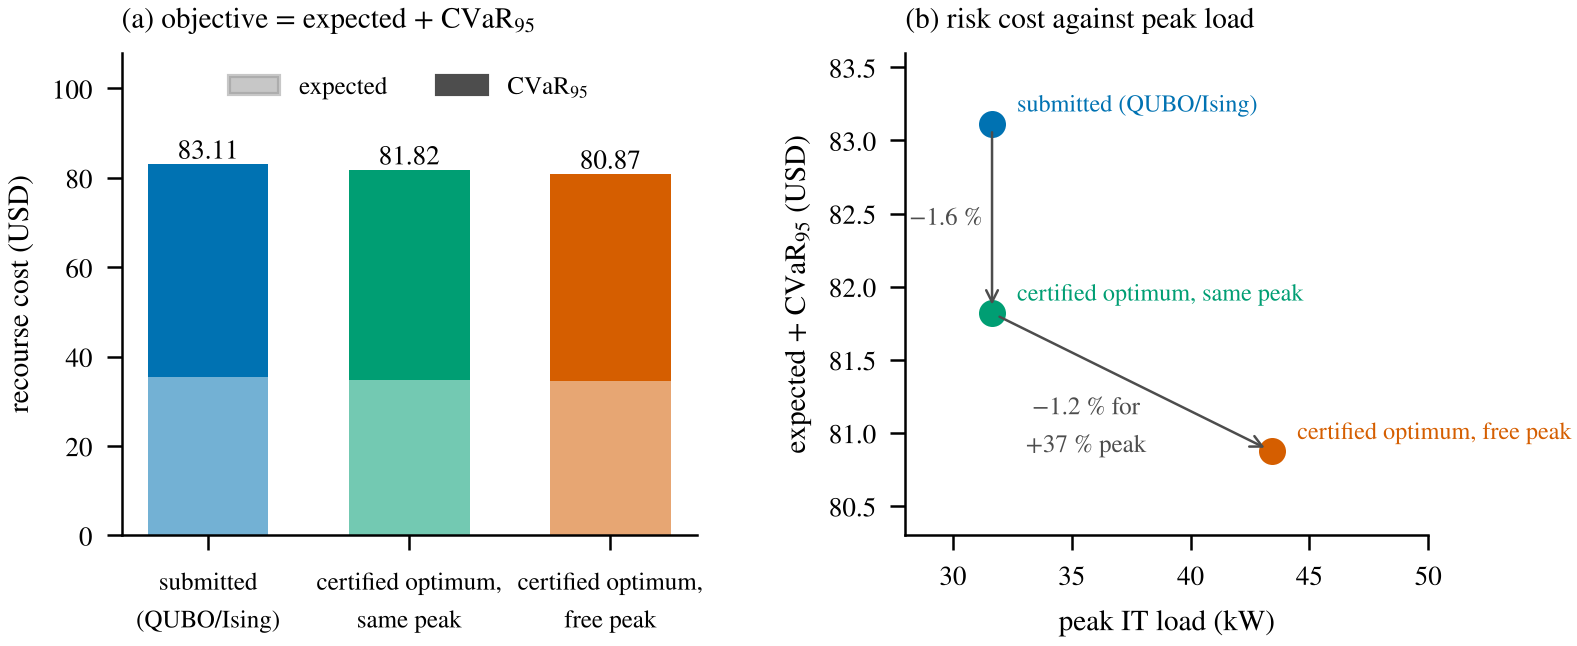 (a) objective = expected + CVaR₉₅
100
80
60
40
20
0
recourse cost (USD)
expected
CVaR₉₅
83.11
81.82
80.87
submitted
(QUBO/Ising)
certified optimum,
same peak
certified optimum,
free peak
(b) risk cost against peak load
83.5
83.0
82.5
82.0
81.5
81.0
80.5
expected + CVaR₉₅ (USD)
submitted (QUBO/Ising)
−1.6 %
certified optimum, same peak
−1.2 % for
+37 % peak
certified optimum, free peak
30
35
40
45
50
peak IT load (kW)